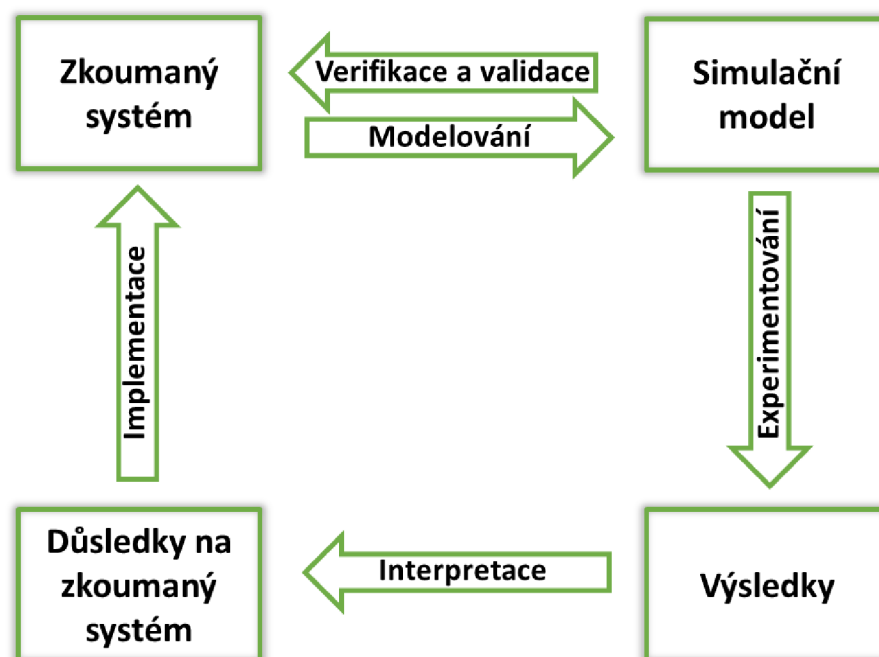 Zkoumaný
systém
Verifikace a validace
Modelování
Simulační
model
Implementace
Experimentování
Důsledky na
zkoumaný
systém
Interpretace
Výsledky